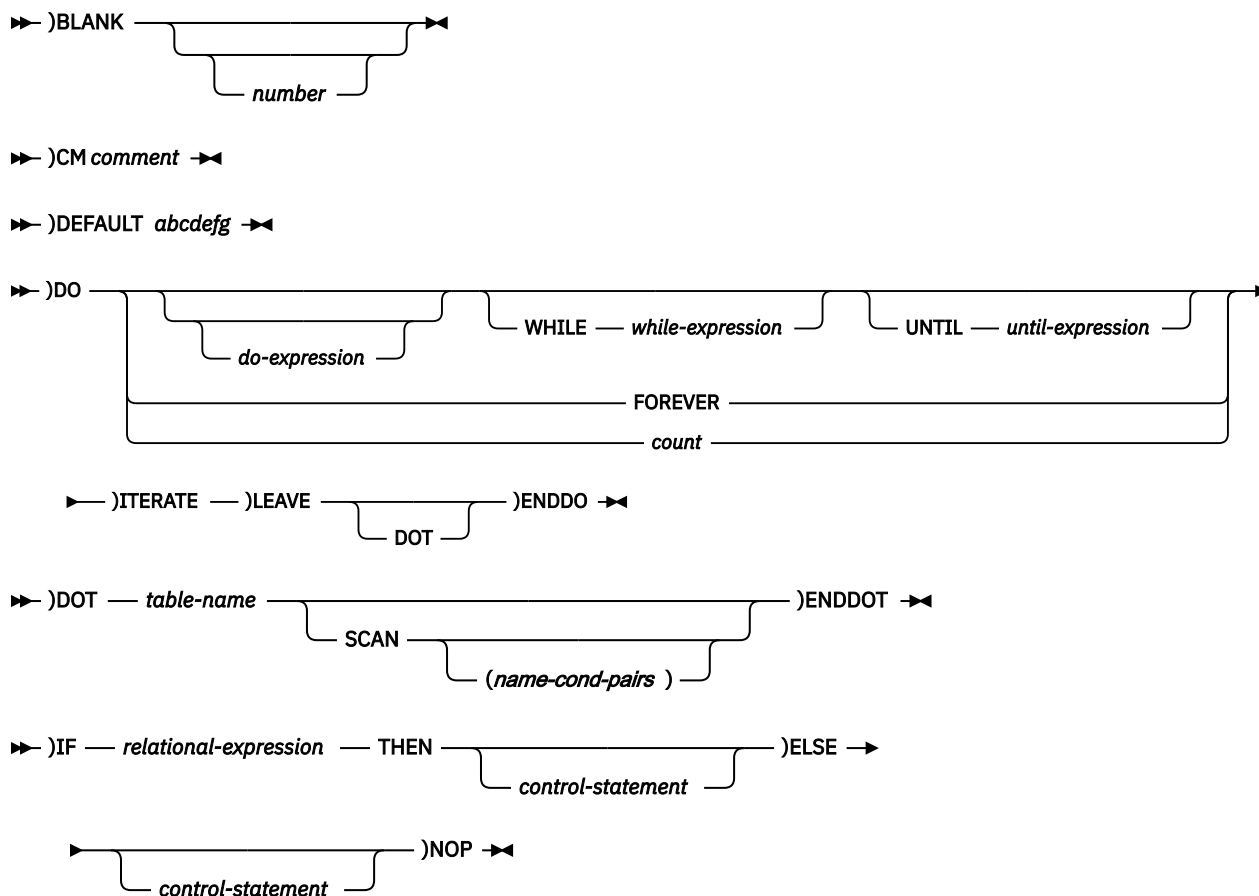 )BLANK
number
)CM comment
)DEFAULT abcdefg
)DO
do-expression
WHILE while-expression
UNTIL until-expression
FOREVER
count
)ITERATE )LEAVE )ENDDO
DOT
)DOT table-name )ENDDOT
SCAN
(name-cond-pairs )
)IF relational-expression THEN )ELSE
control-statement
)NOP
control-statement